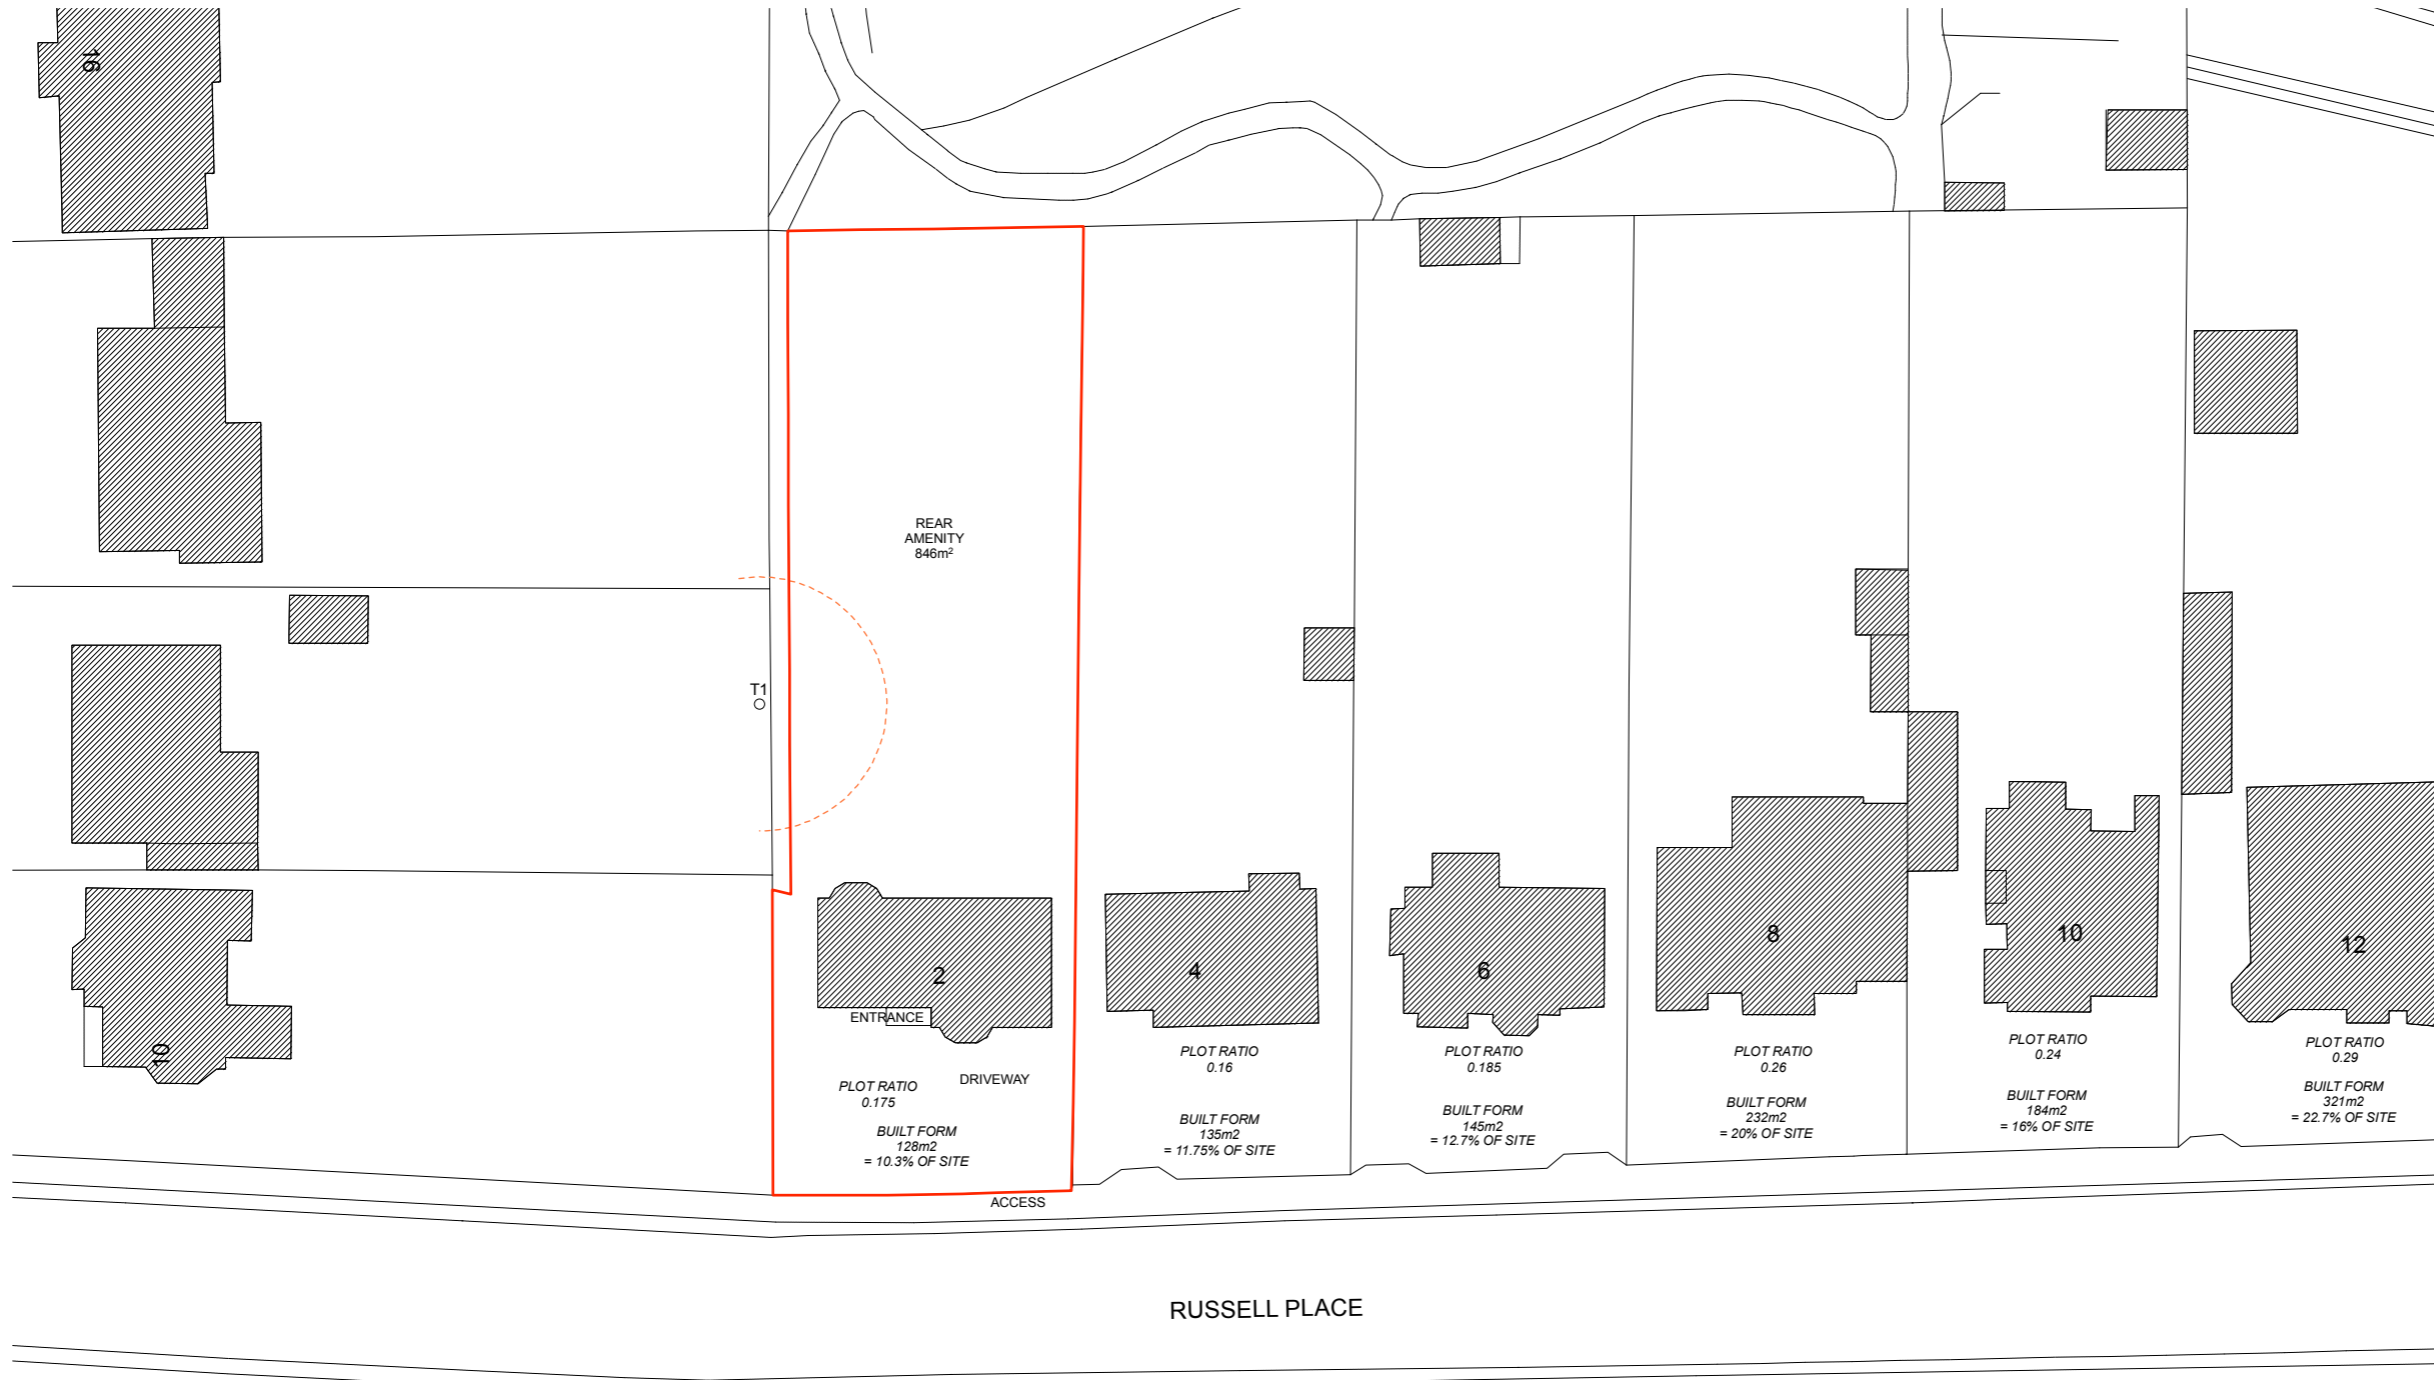 16
REAR
AMENITY
846m²
T1
2
4
6
8
10
12
10
ENTRANCE
DRIVEWAY
PLOT RATIO
0.175
BUILT FORM
128m2
= 10.3% OF SITE
PLOT RATIO
0.16
BUILT FORM
135m2
= 11.75% OF SITE
PLOT RATIO
0.185
BUILT FORM
145m2
= 12.7% OF SITE
PLOT RATIO
0.26
BUILT FORM
232m2
= 20% OF SITE
PLOT RATIO
0.24
BUILT FORM
184m2
= 16% OF SITE
PLOT RATIO
0.29
BUILT FORM
321m2
= 22.7% OF SITE
ACCESS
RUSSELL PLACE